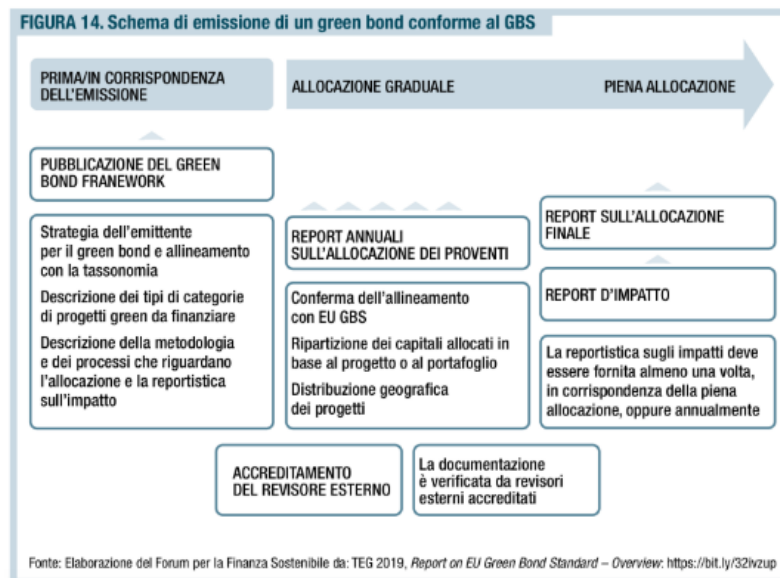 FIGURA 14. Schema di emissione di un green bond conforme al GBS
PRIMA/IN CORRISPONDENZA
DELL'EMISSIONE
ALLOCAZIONE GRADUALE
PIENA ALLOCAZIONE
PUBBLICAZIONE DEL GREEN
BOND FRANEWORK
Strategia dell'emittente
per il green bond e allineamento
con la tassonomia
Descrizione dei tipi di categorie
di progetti green da finanziare
Descrizione della metodologia
e dei processi che riguardano
l'allocazione e la reportistica
sull'impatto
REPORT ANNUALI
SULL'ALLOCAZIONE DEI PROVENTI
Conferma dell'allineamento
con EU GBS
Ripartizione dei capitali allocati in
base al progetto o al portafoglio
Distribuzione geografica
dei progetti
REPORT SULL'ALLOCAZIONE
FINALE
REPORT D'IMPATTO
La reportistica sugli impatti deve
essere fornita almeno una volta,
in corrispondenza della piena
allocazione, oppure annualmente
ACCREDITAMENTO
DEL REVISORE ESTERNO
La documentazione
è verificata da revisori
esterni accreditati
Fonte: Elaborazione del Forum per la Finanza Sostenibile da: TEG 2019, Report on EU Green Bond Standard – Overview: https://bit.ly/32ivzup